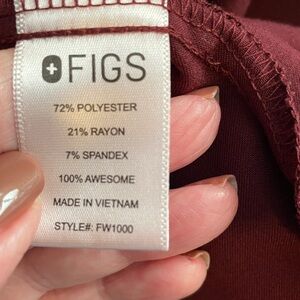 FIGS
72% POLYESTER
21% RAYON
7% SPANDEX
100% AWESOME
MADE IN VIETNAM
STYLE#: FW1000